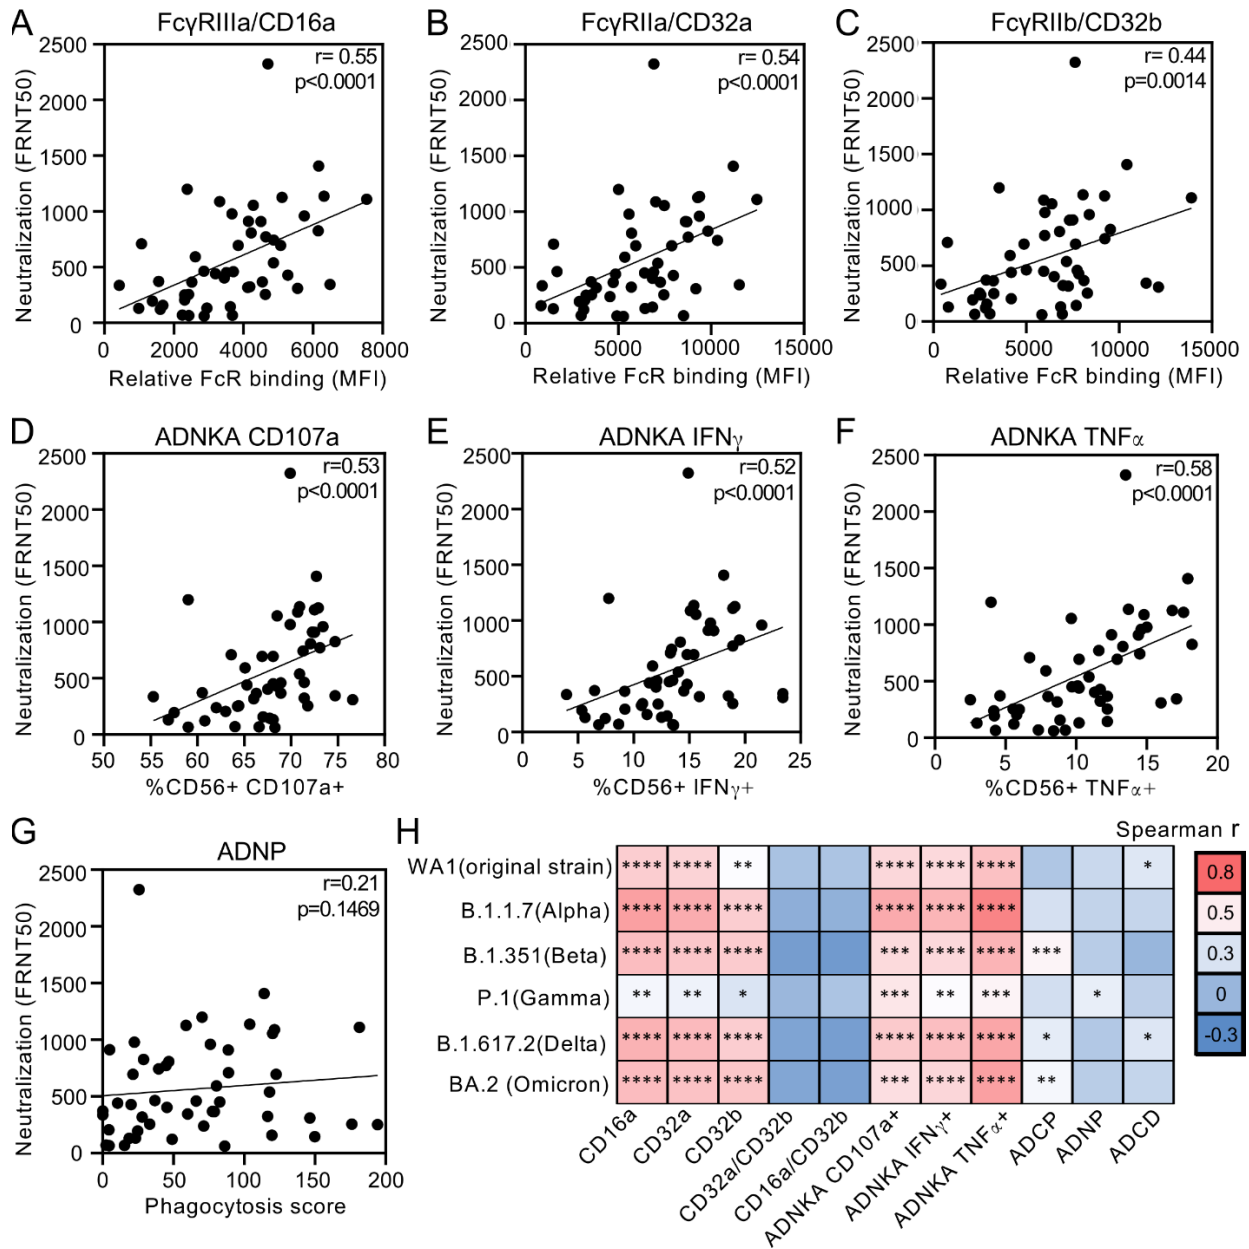 A
FcγRIIIa/CD16a
r= 0.55
p<0.0001
Neutralization (FRNT50)
2500
2000
1500
1000
500
0
0 2000 4000 6000 8000
Relative FcR binding (MFI)
B
FcγRIIa/CD32a
r= 0.54
p<0.0001
Neutralization (FRNT50)
2500
2000
1500
1000
500
0
0 5000 10000 15000
Relative FcR binding (MFI)
C
FcγRIIb/CD32b
r= 0.44
p=0.0014
Neutralization (FRNT50)
2500
2000
1500
1000
500
0
0 5000 10000 15000
Relative FcR binding (MFI)
D
ADNKA CD107a
r=0.53
p<0.0001
Neutralization (FRNT50)
2500
2000
1500
1000
500
0
50 55 60 65 70 75 80
%CD56+ CD107a+
E
ADNKA IFNγ
r=0.52
p<0.0001
Neutralization (FRNT50)
2500
2000
1500
1000
500
0
0 5 10 15 20 25
%CD56+ IFNγ+
F
ADNKA TNFα
r=0.58
p<0.0001
Neutralization (FRNT50)
2500
2000
1500
1000
500
0
0 5 10 15 20
%CD56+ TNFα+
G
ADNP
r=0.21
p=0.1469
Neutralization (FRNT50)
2500
2000
1500
1000
500
0
0 50 100 150 200
Phagocytosis score
H
Spearman r
WA1(original strain) **** **** ** **** **** **** *
B.1.1.7(Alpha) **** **** **** **** **** ****
B.1.351(Beta) **** **** **** *** **** **** ***
P.1(Gamma) ** ** * *** ** *** *
B.1.617.2(Delta) **** **** **** **** **** **** * *
BA.2 (Omicron) **** **** **** *** **** **** **
CD16a
CD32a
CD32b
CD32a/CD32b
CD16a/CD32b
ADNKA CD107a+
ADNKA IFNγ+
ADNKA TNFα+
ADCP
ADNP
ADCD
0.8
0.5
0.3
0
-0.3